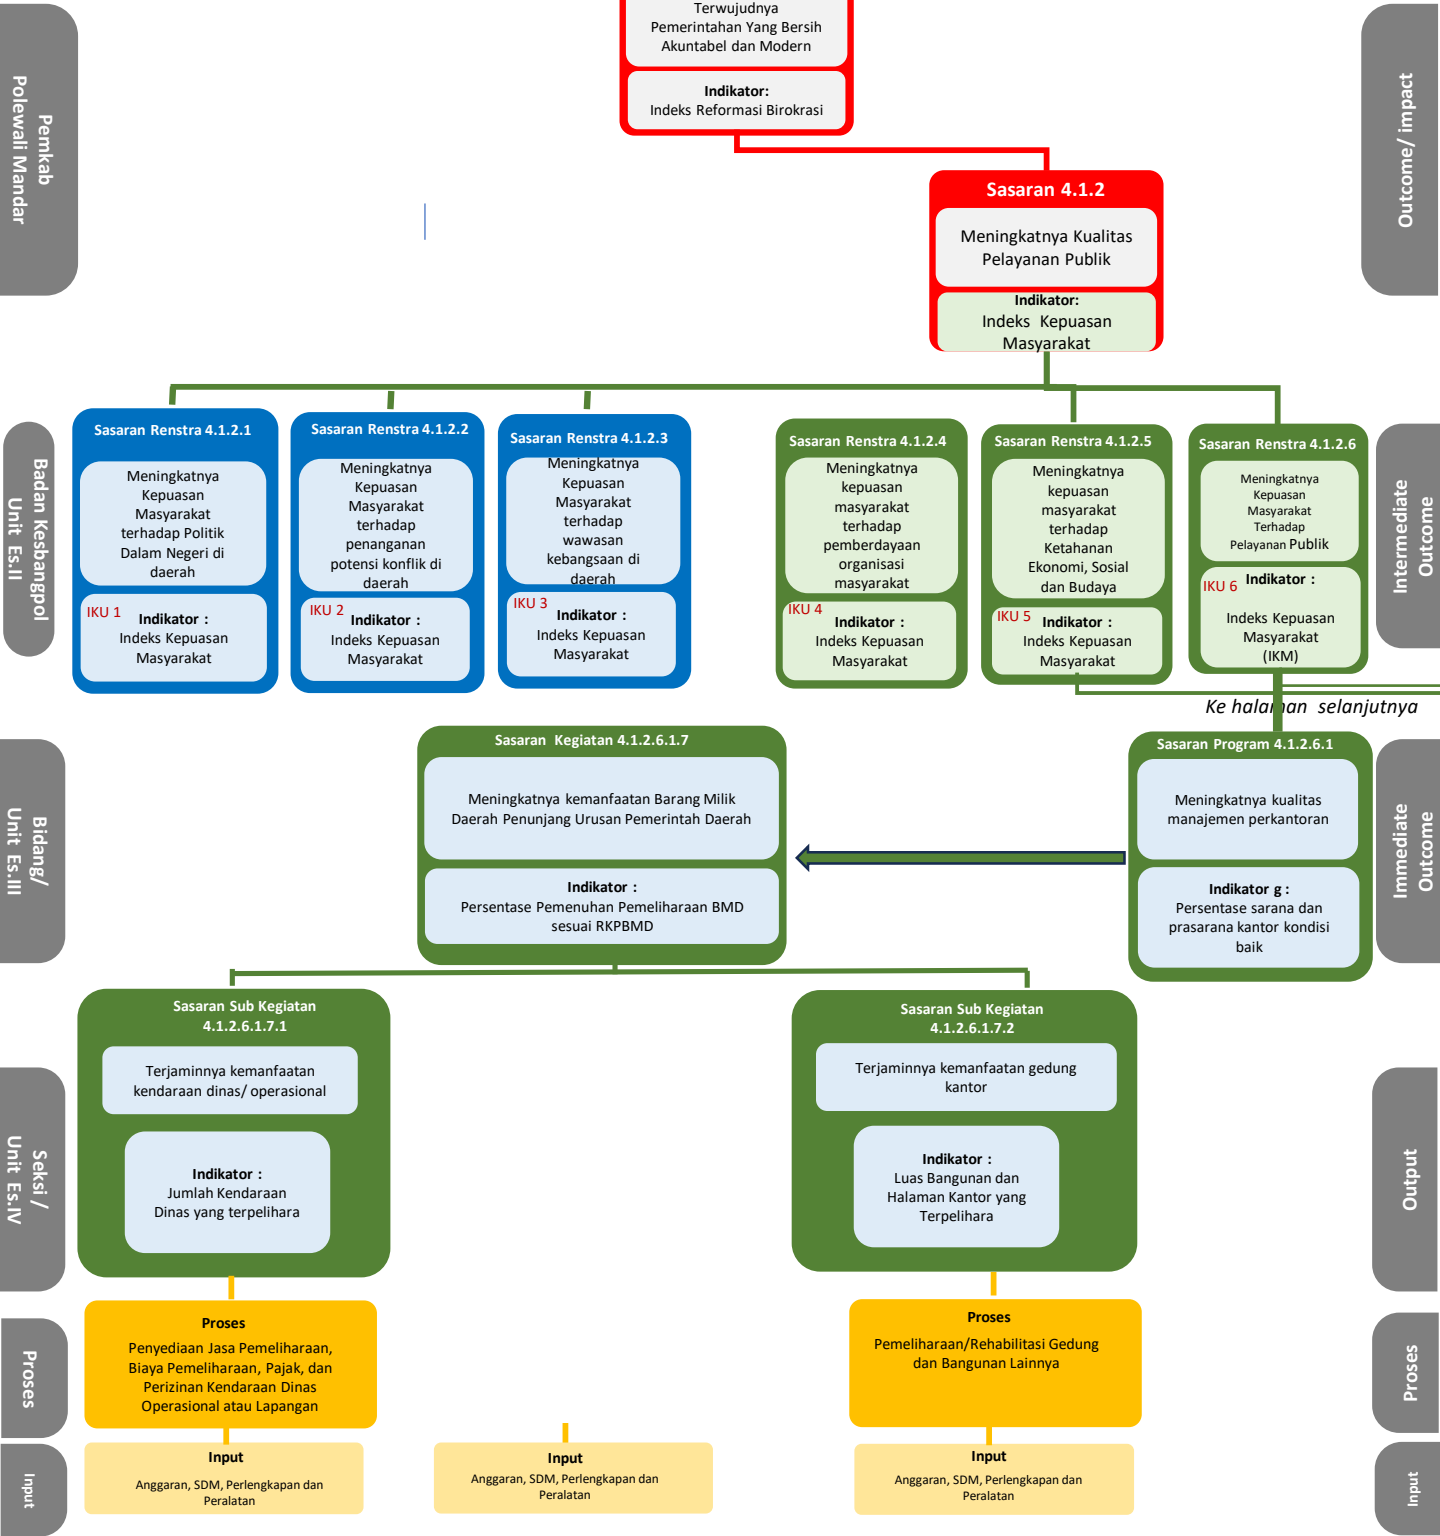 Terwujudnya
Pemerintahan Yang Bersih
Akuntabel dan Modern
Indikator:
Indeks Reformasi Birokrasi
Pemkab
Polewali Mandar
Outcome/ impact
Sasaran 4.1.2
Meningkatnya Kualitas
Pelayanan Publik
Indikator:
Indeks Kepuasan
Masyarakat
Badan Kesbangpol
Unit Es.II
Sasaran Renstra 4.1.2.1
Meningkatnya
Kepuasan
Masyarakat
terhadap Politik
Dalam Negeri di
daerah
IKU 1
Indikator :
Indeks Kepuasan
Masyarakat
Sasaran Renstra 4.1.2.2
Meningkatnya
Kepuasan
Masyarakat
terhadap
penanganan
potensi konflik di
daerah
IKU 2
Indikator :
Indeks Kepuasan
Masyarakat
Sasaran Renstra 4.1.2.3
Meningkatnya
Kepuasan
Masyarakat
terhadap
wawasan
kebangsaan di
daerah
IKU 3
Indikator :
Indeks Kepuasan
Masyarakat
Sasaran Renstra 4.1.2.4
Meningkatnya
kepuasan
masyarakat
terhadap
pemberdayaan
organisasi
masyarakat
IKU 4
Indikator :
Indeks Kepuasan
Masyarakat
Sasaran Renstra 4.1.2.5
Meningkatnya
kepuasan
masyarakat
terhadap
Ketahanan
Ekonomi, Sosial
dan Budaya
IKU 5
Indikator :
Indeks Kepuasan
Masyarakat
Sasaran Renstra 4.1.2.6
Meningkatnya
Kepuasan
Masyarakat
Terhadap
Pelayanan Publik
IKU 6
Indikator :
Indeks Kepuasan
Masyarakat
(IKM)
Intermediate
Outcome
Ke halaman selanjutnya
Bidang/
Unit Es.III
Sasaran Kegiatan 4.1.2.6.1.7
Meningkatnya kemanfaatan Barang Milik
Daerah Penunjang Urusan Pemerintah Daerah
Indikator :
Persentase Pemenuhan Pemeliharaan BMD
sesuai RKPBMD
Sasaran Program 4.1.2.6.1
Meningkatnya kualitas
manajemen perkantoran
Indikator g :
Persentase sarana dan
prasarana kantor kondisi
baik
Immediate
Outcome
Seksi /
Unit Es.IV
Sasaran Sub Kegiatan
4.1.2.6.1.7.1
Terjaminnya kemanfaatan
kendaraan dinas/ operasional
Indikator :
Jumlah Kendaraan
Dinas yang terpelihara
Sasaran Sub Kegiatan
4.1.2.6.1.7.2
Terjaminnya kemanfaatan gedung
kantor
Indikator :
Luas Bangunan dan
Halaman Kantor yang
Terpelihara
Output
Proses
Proses
Penyediaan Jasa Pemeliharaan,
Biaya Pemeliharaan, Pajak, dan
Perizinan Kendaraan Dinas
Operasional atau Lapangan
Proses
Pemeliharaan/Rehabilitasi Gedung
dan Bangunan Lainnya
Proses
Input
Input
Anggaran, SDM, Perlengkapan dan
Peralatan
Input
Anggaran, SDM, Perlengkapan dan
Peralatan
Input
Anggaran, SDM, Perlengkapan dan
Peralatan
Input